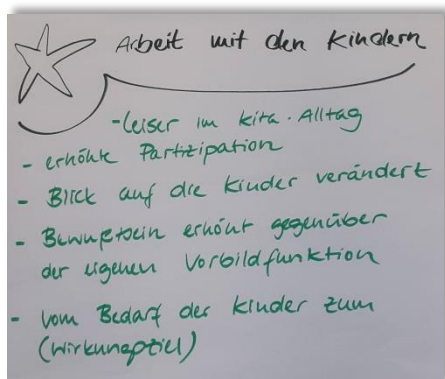 Arbeit mit den Kindern
- leiser im Kita-Alltag
- erhöhte Partizipation
- Blick auf die Kinder verändert
- Bewußtsein erhöht gegenüber
der eigenen Vorbildfunktion
- vom Bedarf der Kinder zum
(Wirkungsziel)